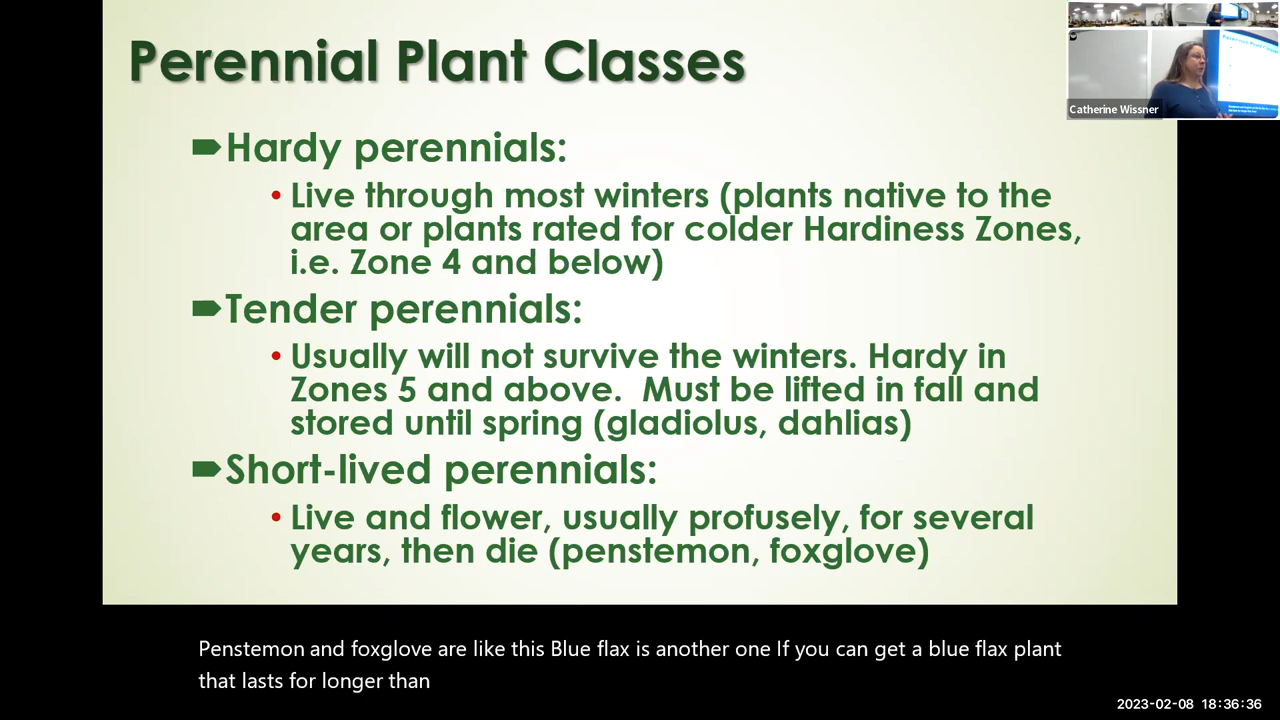 Perennial Plant Classes
Hardy perennials:
• Live through most winters (plants native to the
area or plants rated for colder Hardiness Zones,
i.e. Zone 4 and below)
Tender perennials:
• Usually will not survive the winters. Hardy in
Zones 5 and above.  Must be lifted in fall and
stored until spring (gladiolus, dahlias)
Short-lived perennials:
• Live and flower, usually profusely, for several
years, then die (penstemon, foxglove)
Catherine Wissner
Penstemon and foxglove are like this Blue flax is another one If you can get a blue flax plant
that lasts for longer than
2023-02-08 18:36:36